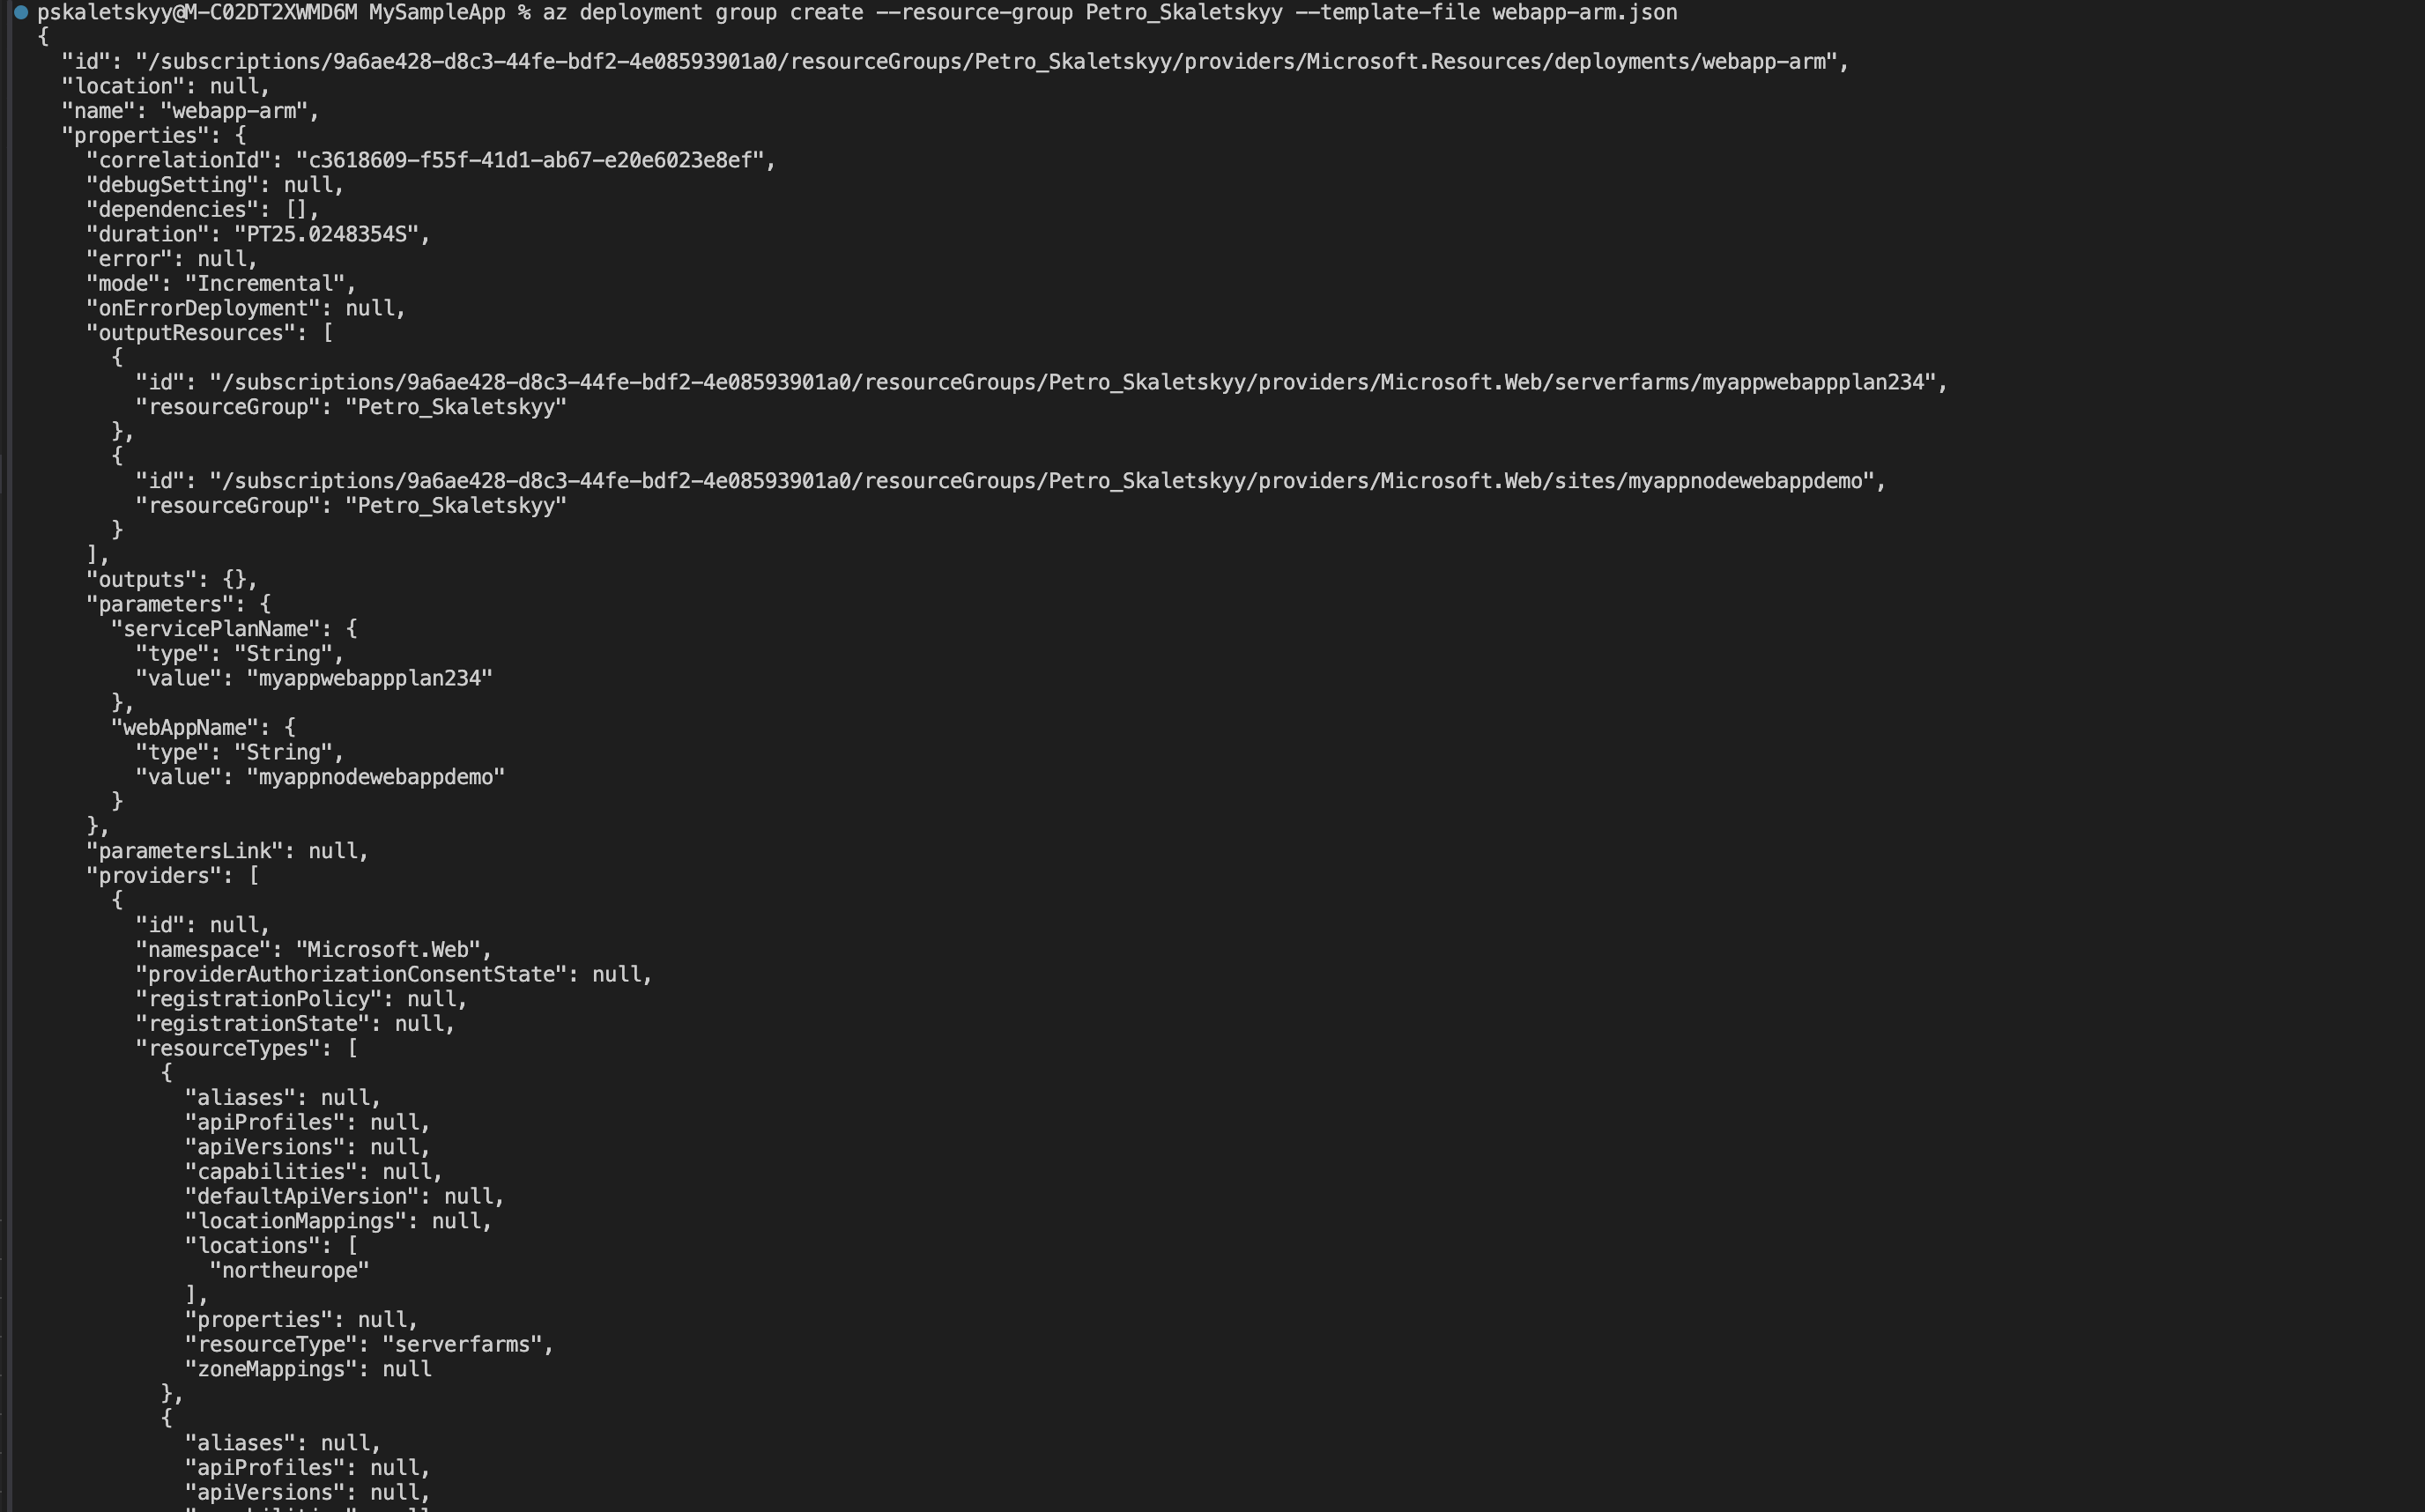 pskaletskyy@M-C02DT2XWMD6M MySampleApp % az deployment group create --resource-group Petro_Skaletskyy --template-file webapp-arm.json
{
  "id": "/subscriptions/9a6ae428-d8c3-44fe-bdf2-4e08593901a0/resourceGroups/Petro_Skaletskyy/providers/Microsoft.Resources/deployments/webapp-arm",
  "location": null,
  "name": "webapp-arm",
  "properties": {
    "correlationId": "c3618609-f55f-41d1-ab67-e20e6023e8ef",
    "debugSetting": null,
    "dependencies": [],
    "duration": "PT25.0248354S",
    "error": null,
    "mode": "Incremental",
    "onErrorDeployment": null,
    "outputResources": [
      {
        "id": "/subscriptions/9a6ae428-d8c3-44fe-bdf2-4e08593901a0/resourceGroups/Petro_Skaletskyy/providers/Microsoft.Web/serverfarms/myappwebappplan234",
        "resourceGroup": "Petro_Skaletskyy"
      },
      {
        "id": "/subscriptions/9a6ae428-d8c3-44fe-bdf2-4e08593901a0/resourceGroups/Petro_Skaletskyy/providers/Microsoft.Web/sites/myappnodewebappdemo",
        "resourceGroup": "Petro_Skaletskyy"
      }
    ],
    "outputs": {},
    "parameters": {
      "servicePlanName": {
        "type": "String",
        "value": "myappwebappplan234"
      },
      "webAppName": {
        "type": "String",
        "value": "myappnodewebappdemo"
      }
    },
    "parametersLink": null,
    "providers": [
      {
        "id": null,
        "namespace": "Microsoft.Web",
        "providerAuthorizationConsentState": null,
        "registrationPolicy": null,
        "registrationState": null,
        "resourceTypes": [
          {
            "aliases": null,
            "apiProfiles": null,
            "apiVersions": null,
            "capabilities": null,
            "defaultApiVersion": null,
            "locationMappings": null,
            "locations": [
              "northeurope"
            ],
            "properties": null,
            "resourceType": "serverfarms",
            "zoneMappings": null
          },
          {
            "aliases": null,
            "apiProfiles": null,
            "apiVersions": null,